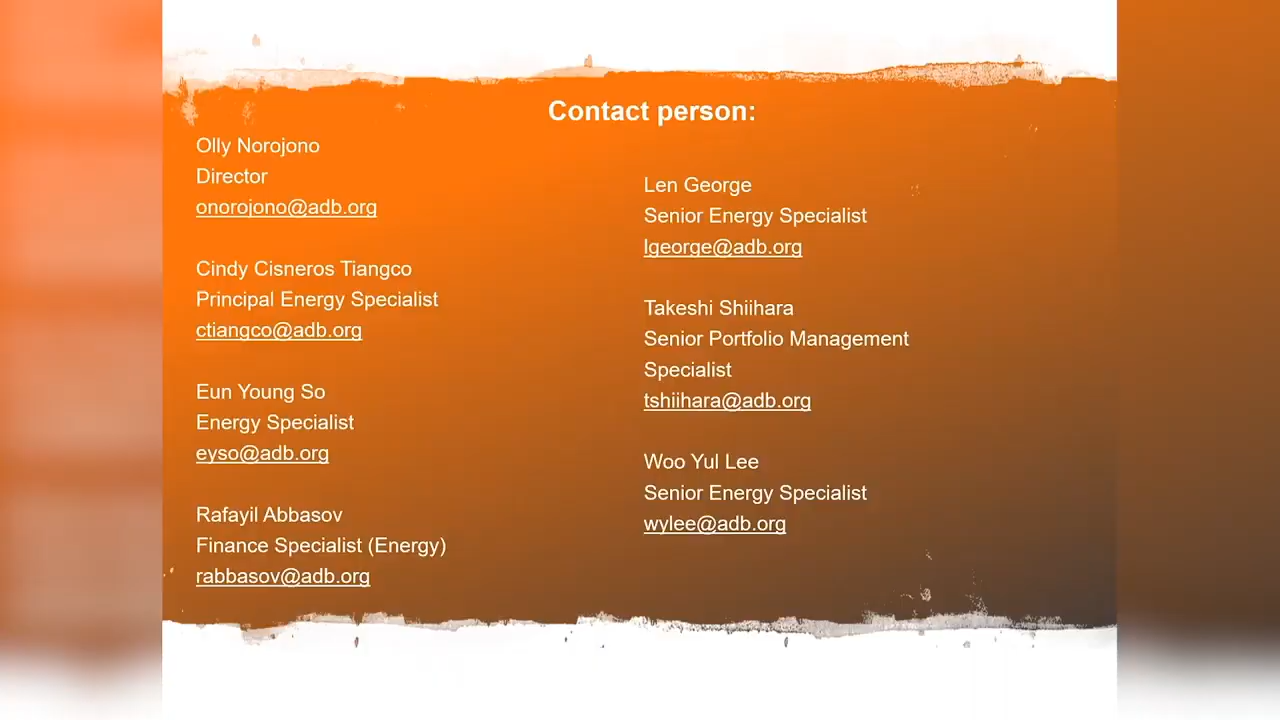 Contact person:
Olly Norojono
Director
onorojono@adb.org
Cindy Cisneros Tiangco
Principal Energy Specialist
ctiangco@adb.org
Eun Young So
Energy Specialist
eyso@adb.org
Rafayil Abbasov
Finance Specialist (Energy)
rabbasov@adb.org
Len George
Senior Energy Specialist
lgeorge@adb.org
Takeshi Shiihara
Senior Portfolio Management
Specialist
tshiihara@adb.org
Woo Yul Lee
Senior Energy Specialist
wylee@adb.org